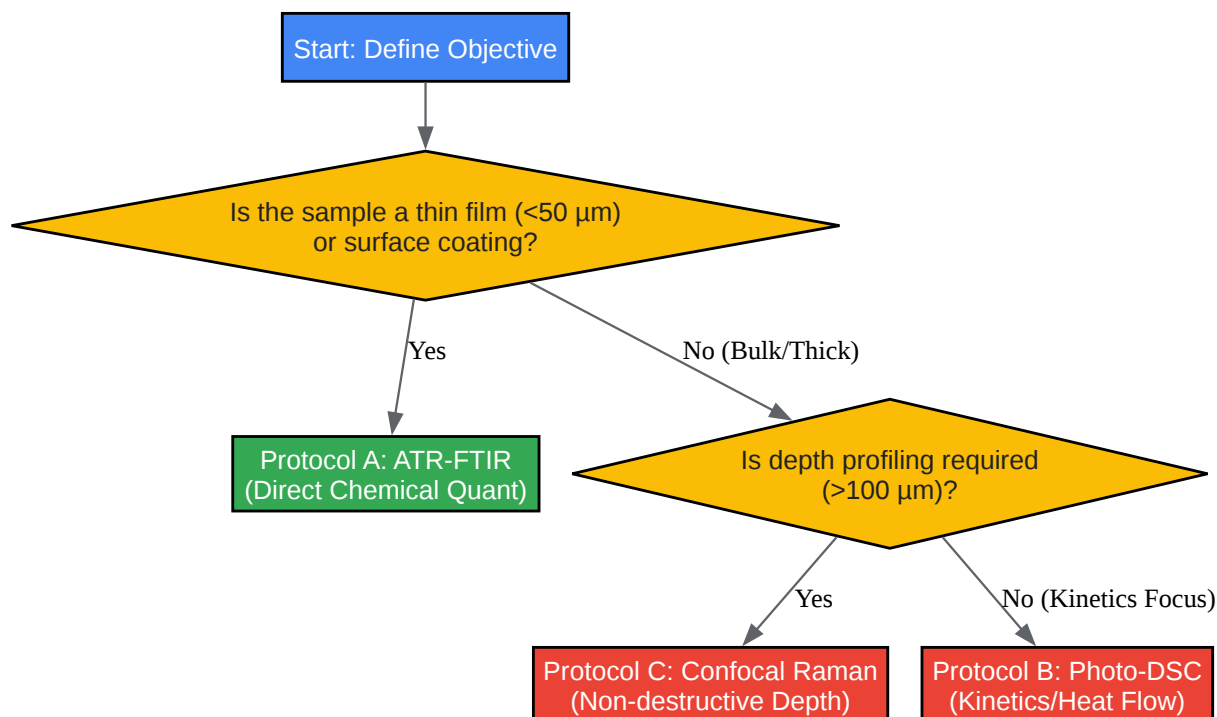 Start: Define Objective
Is the sample a thin film (<50 µm)
or surface coating?
Yes
No (Bulk/Thick)
Protocol A: ATR-FTIR
(Direct Chemical Quant)
Is depth profiling required
(>100 µm)?
Yes
No (Kinetics Focus)
Protocol C: Confocal Raman
(Non-destructive Depth)
Protocol B: Photo-DSC
(Kinetics/Heat Flow)